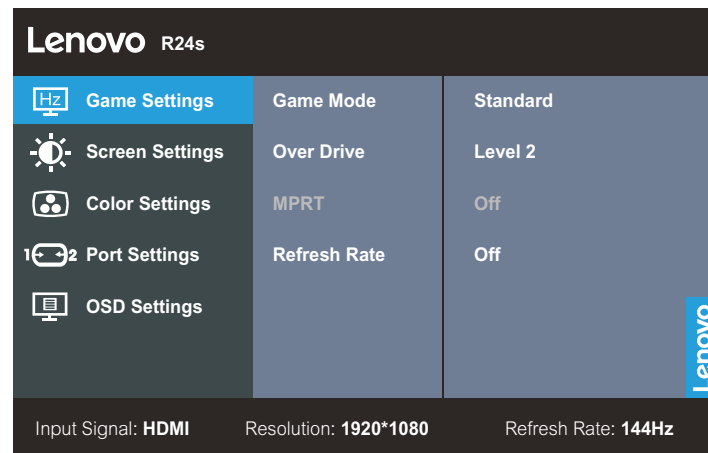 Lenovo R24s
Hz Game Settings Game Mode Standard
Screen Settings Over Drive Level 2
Color Settings MPRT Off
1 2 Port Settings Refresh Rate Off
OSD Settings
Lenovo
Input Signal: HDMI Resolution: 1920*1080 Refresh Rate: 144Hz